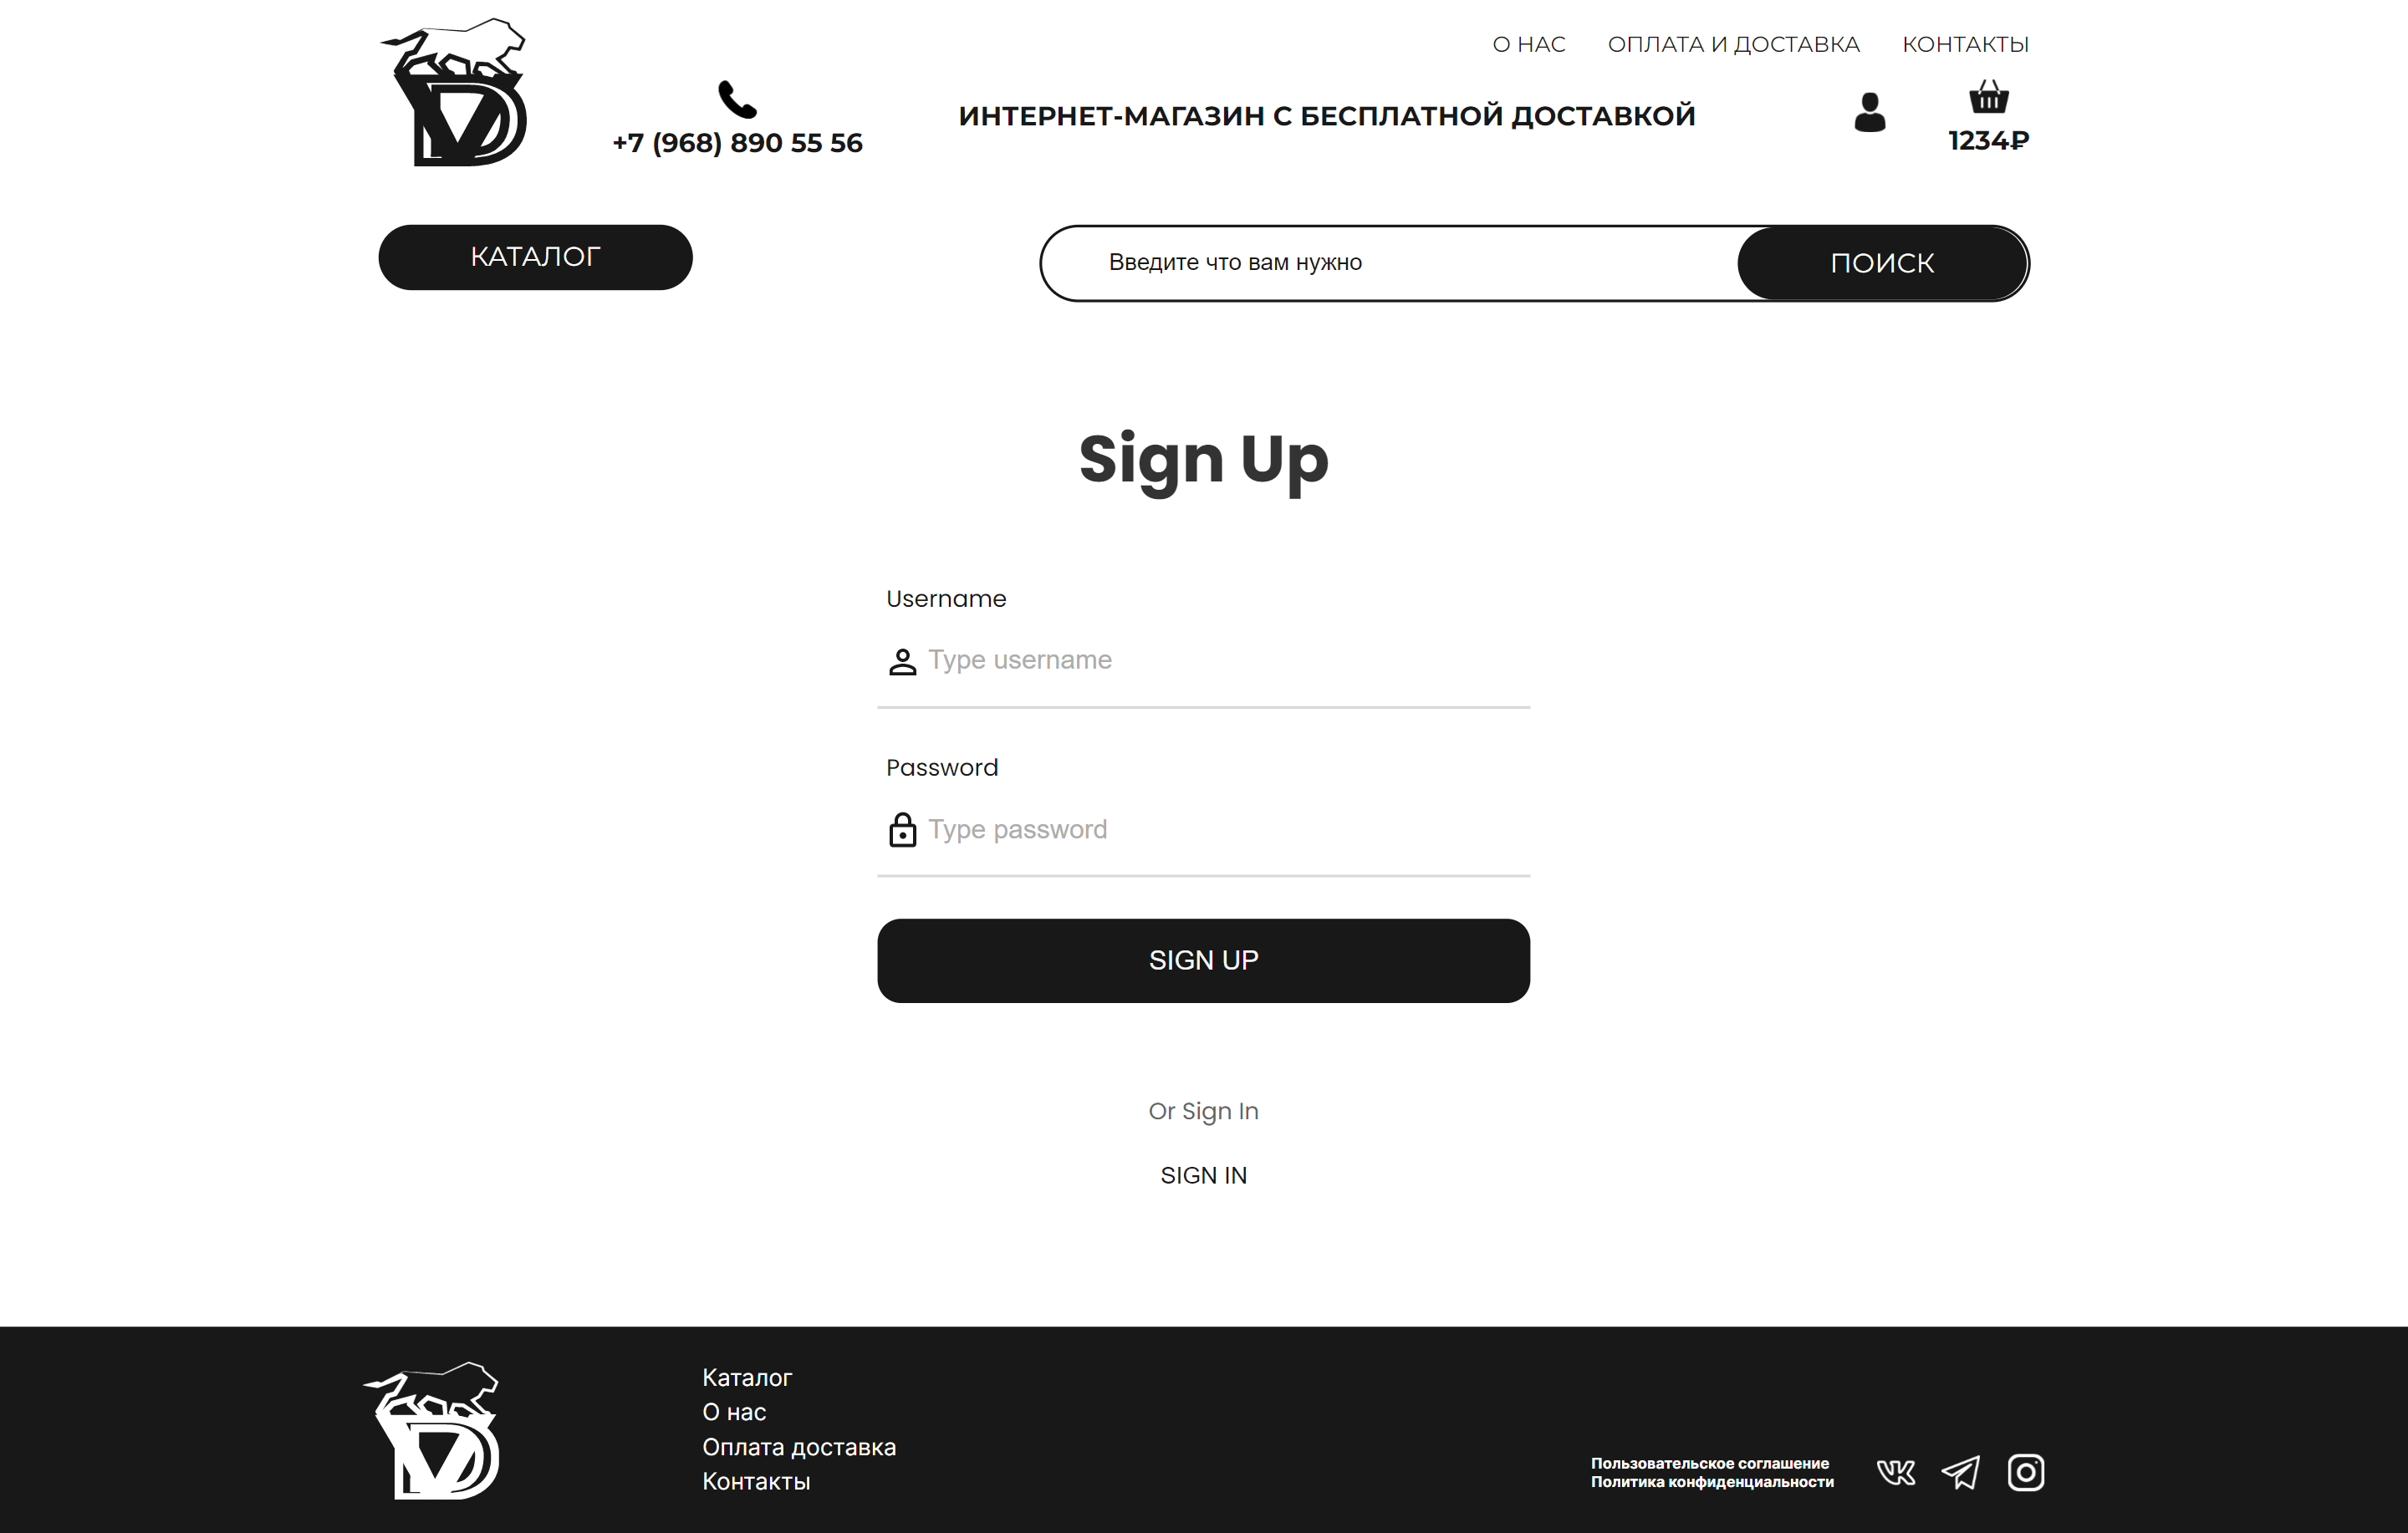 О НАС ОПЛАТА И ДОСТАВКА КОНТАКТЫ
+7 (968) 890 55 56
ИНТЕРНЕТ-МАГАЗИН С БЕСПЛАТНОЙ ДОСТАВКОЙ
1234₽
КАТАЛОГ
Введите что вам нужно
ПОИСК
Sign Up
Username
Type username
Password
Type password
SIGN UP
Or Sign In
SIGN IN
Каталог
О нас
Оплата доставка
Контакты
Пользовательское соглашение
Политика конфиденциальности